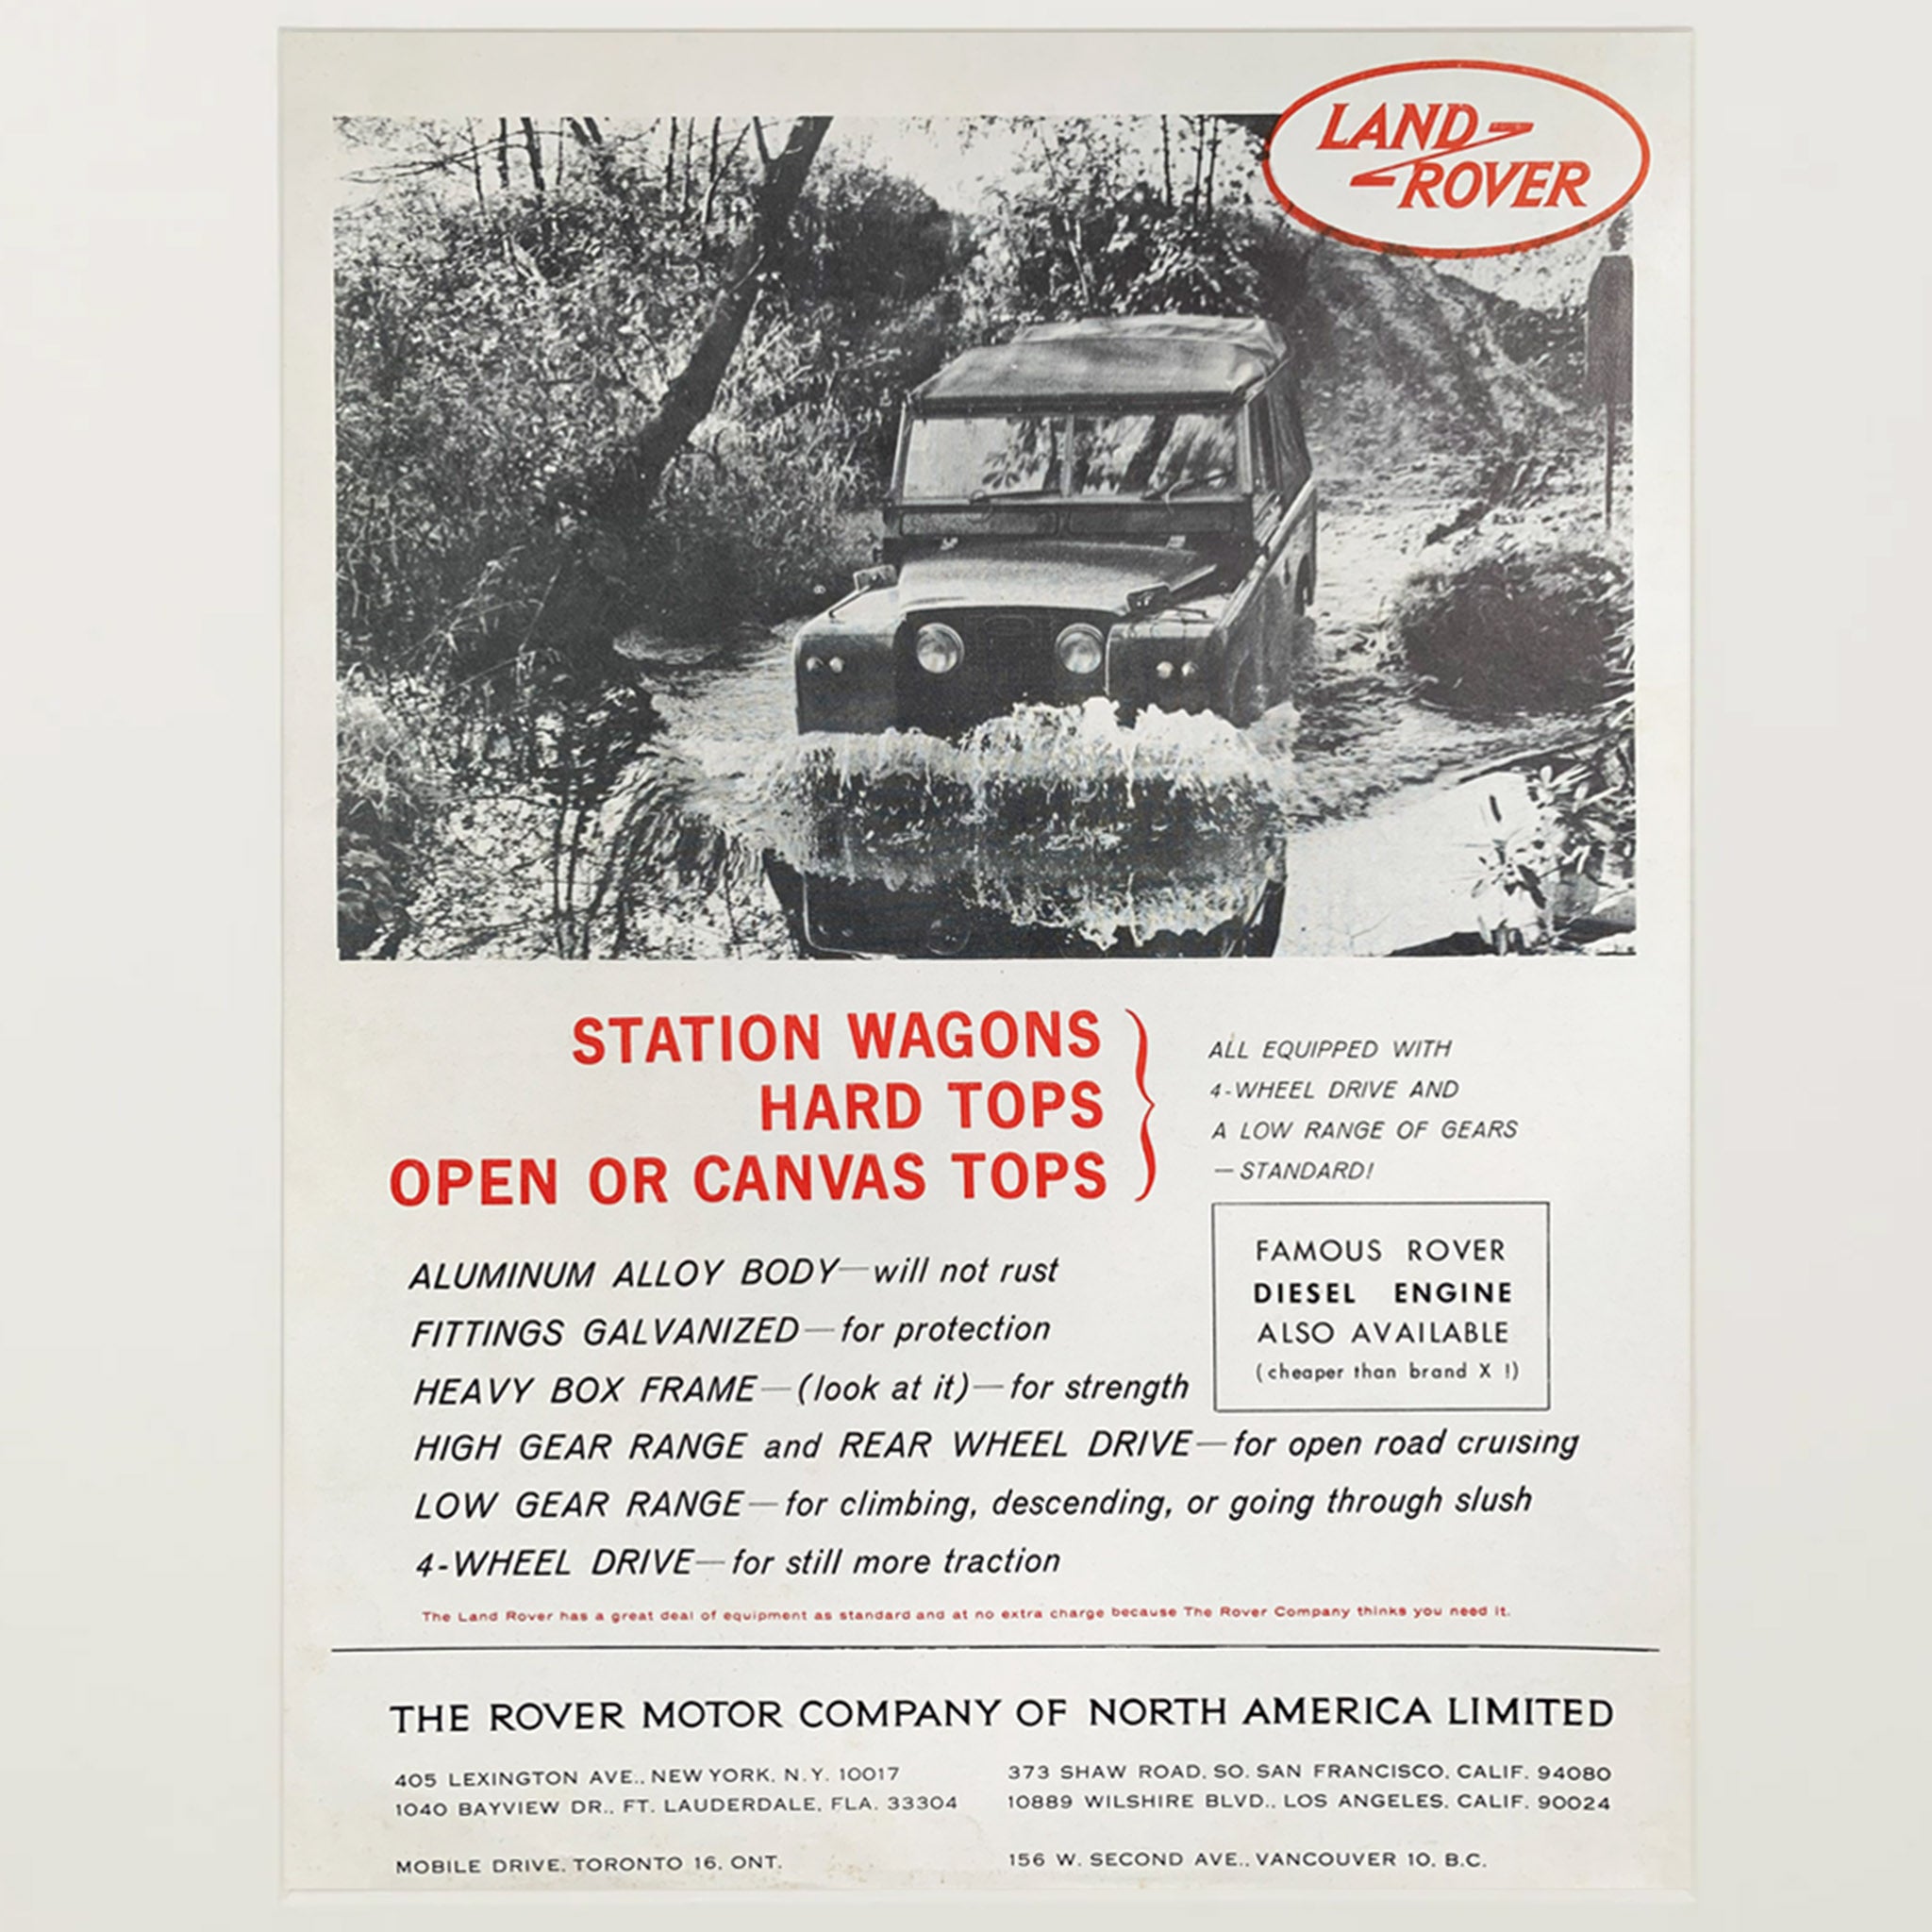 LAND
ROVER
STATION WAGONS
HARD TOPS
OPEN OR CANVAS TOPS
ALL EQUIPPED WITH
4-WHEEL DRIVE AND
A LOW RANGE OF GEARS
—STANDARD!
FAMOUS ROVER
DIESEL ENGINE
ALSO AVAILABLE
(cheaper than brand X !)
ALUMINUM ALLOY BODY—will not rust
FITTINGS GALVANIZED—for protection
HEAVY BOX FRAME—(look at it)—for strength
HIGH GEAR RANGE and REAR WHEEL DRIVE—for open road cruising
LOW GEAR RANGE—for climbing, descending, or going through slush
4-WHEEL DRIVE—for still more traction
The Land Rover has a great deal of equipment as standard and at no extra charge because The Rover Company thinks you need it.
THE ROVER MOTOR COMPANY OF NORTH AMERICA LIMITED
405 LEXINGTON AVE., NEW YORK, N.Y. 10017
1040 BAYVIEW DR., FT. LAUDERDALE, FLA. 33304
MOBILE DRIVE, TORONTO 16, ONT.
373 SHAW ROAD, SO. SAN FRANCISCO, CALIF. 94080
10889 WILSHIRE BLVD., LOS ANGELES, CALIF. 90024
156 W. SECOND AVE., VANCOUVER 10, B.C.